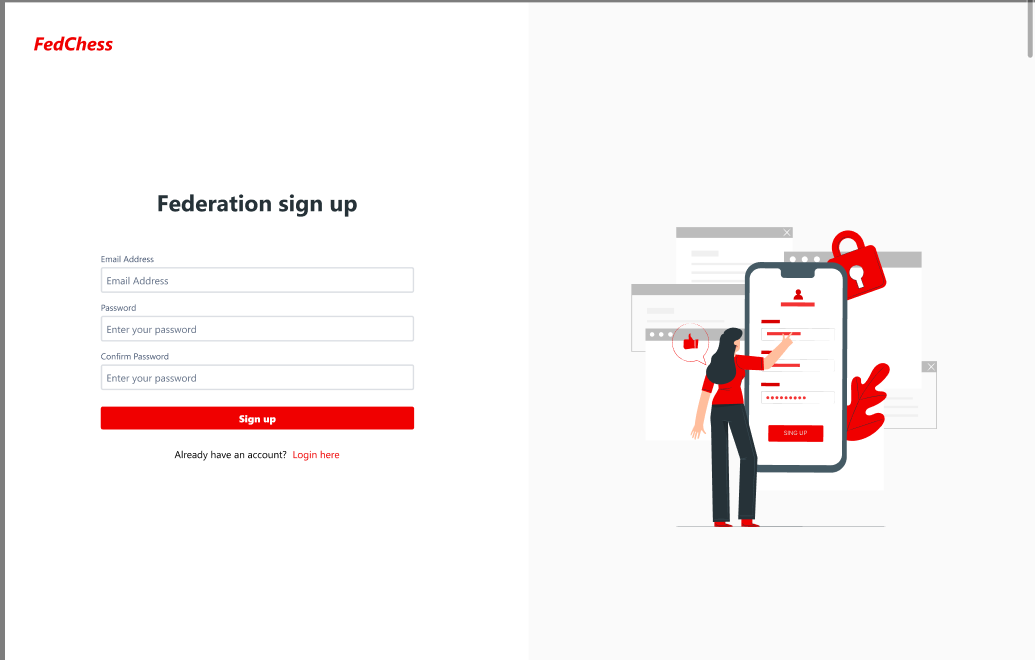 FedChess
Federation sign up
Email Address
Email Address
Password
Enter your password
Confirm Password
Enter your password
Sign up
Already have an account? Login here
SING UP